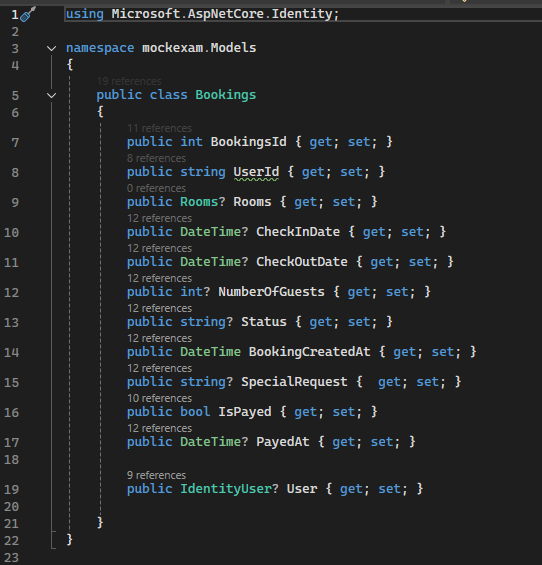 1 using Microsoft.AspNetCore.Identity;
2
3 namespace mockexam.Models
4 {
19 references
5 public class Bookings
6 {
11 references
7 public int BookingsId { get; set; }
8 references
8 public string UserId { get; set; }
0 references
9 public Rooms? Rooms { get; set; }
12 references
10 public DateTime? CheckInDate { get; set; }
12 references
11 public DateTime? CheckOutDate { get; set; }
12 references
12 public int? NumberOfGuests { get; set; }
12 references
13 public string? Status { get; set; }
12 references
14 public DateTime BookingCreatedAt { get; set; }
12 references
15 public string? SpecialRequest {  get; set; }
10 references
16 public bool IsPayed { get; set; }
12 references
17 public DateTime? PayedAt { get; set; }
18
9 references
19 public IdentityUser? User { get; set; }
20
21 }
22 }
23